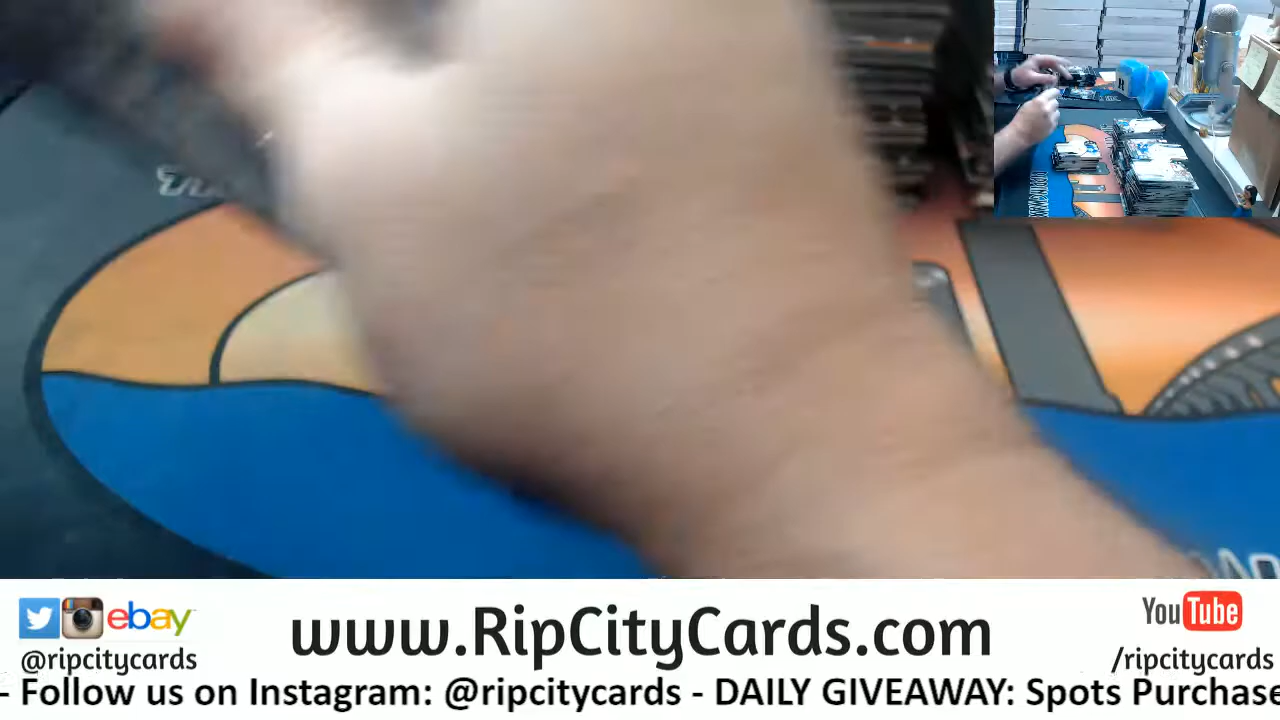 www.RipCityCards.com
ebay
@ripcitycards
YouTube
/ripcitycards
- Follow us on Instagram: @ripcitycards - DAILY GIVEAWAY: Spots Purchase